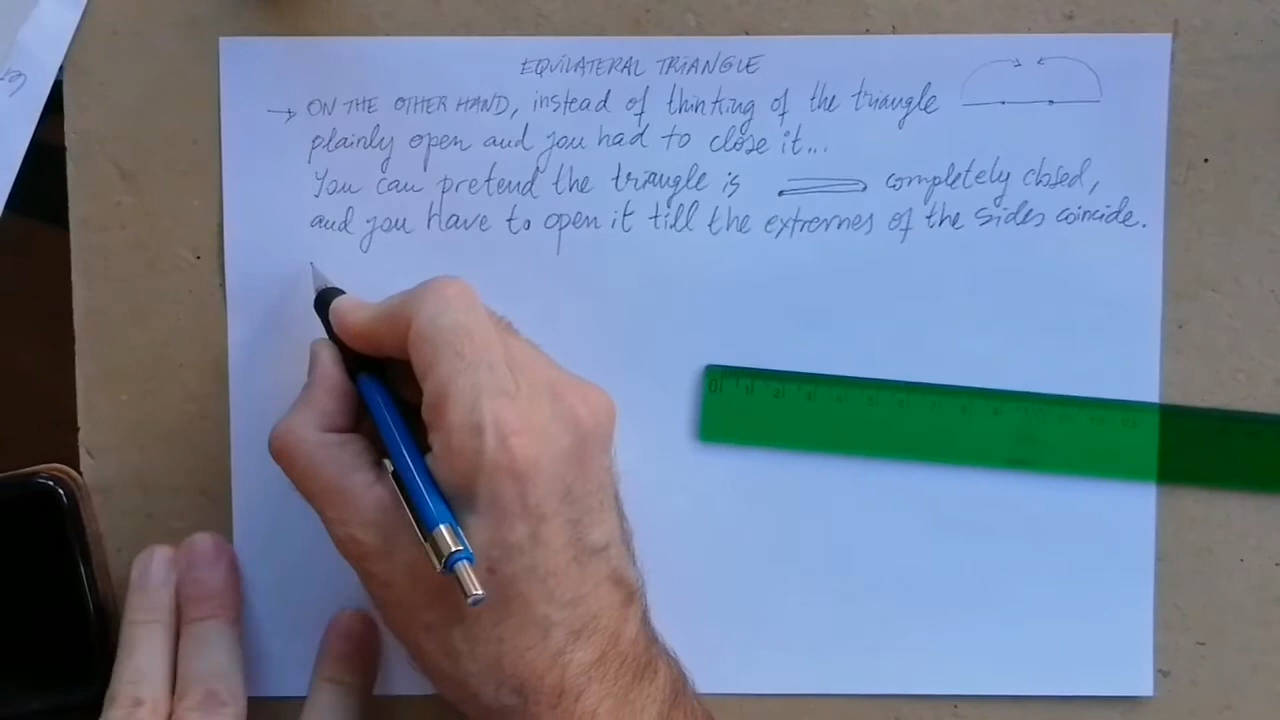 EQUILATERAL TRIANGLE
→ ON THE OTHER HAND, instead of thinking of the triangle
plainly open and you had to close it...
You can pretend the triangle is completely closed,
and you have to open it till the extremes of the sides coincide.